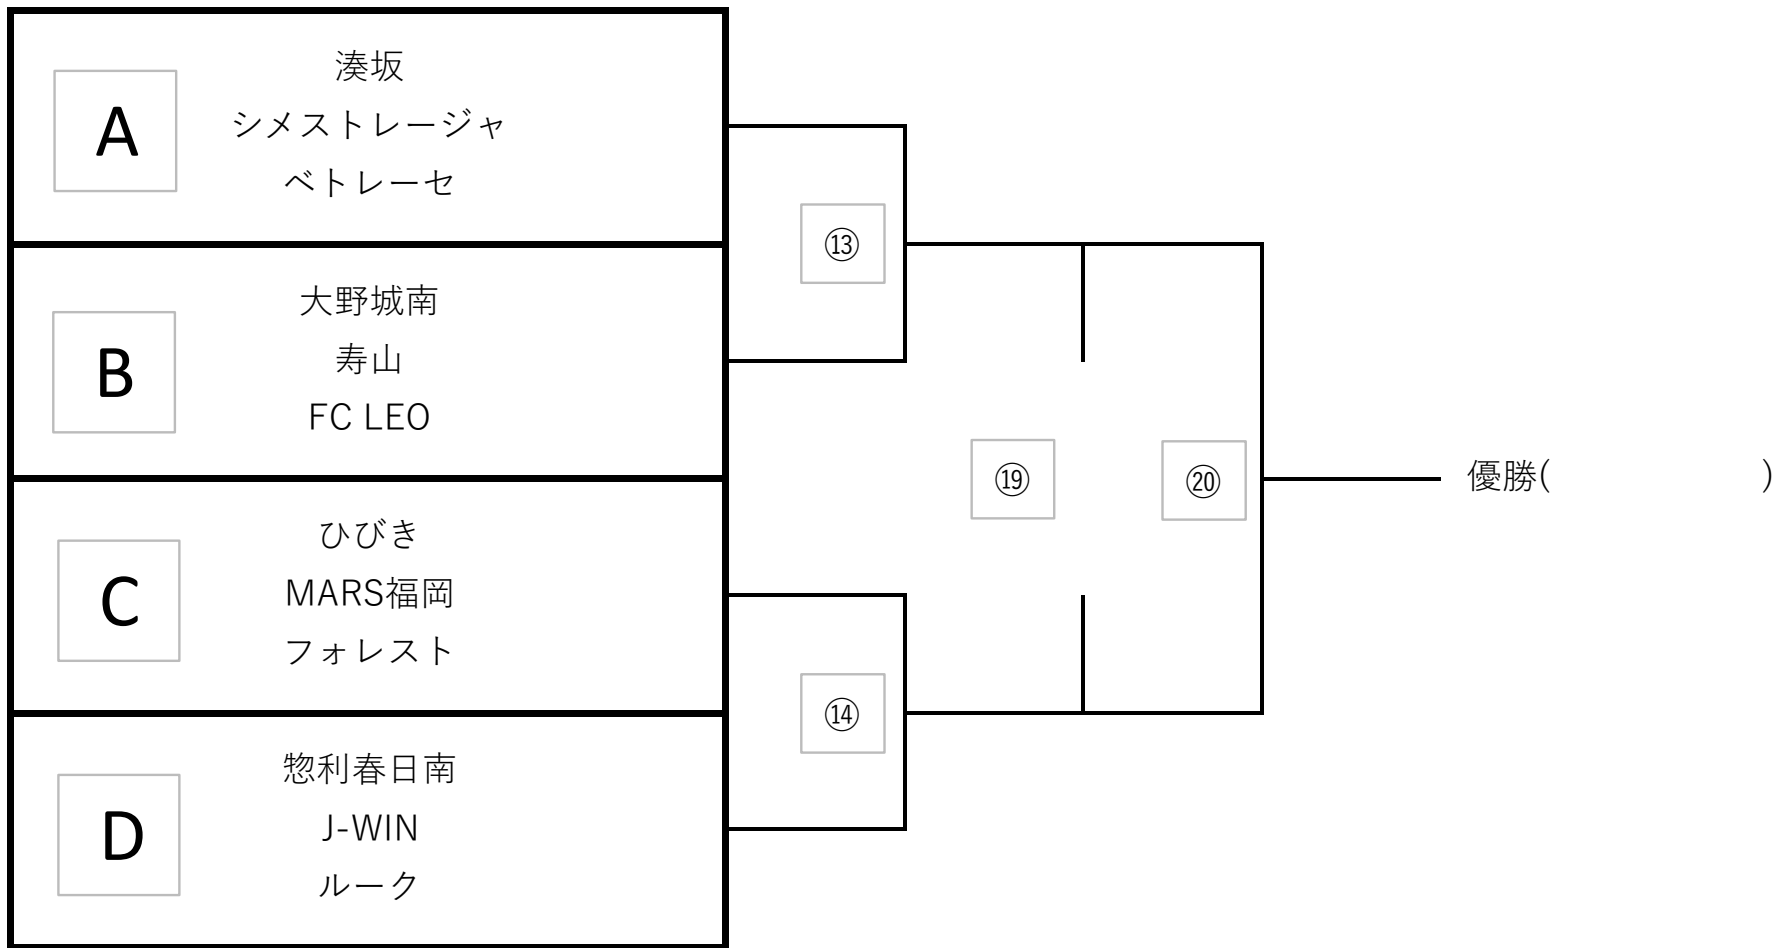 A
湊坂
シメストレージャ
ベトレーセ
⑬
B
大野城南
寿山
FC LEO
⑲
⑳
優勝( )
C
ひびき
MARS福岡
フォレスト
⑭
D
惣利春日南
J-WIN
ルーク